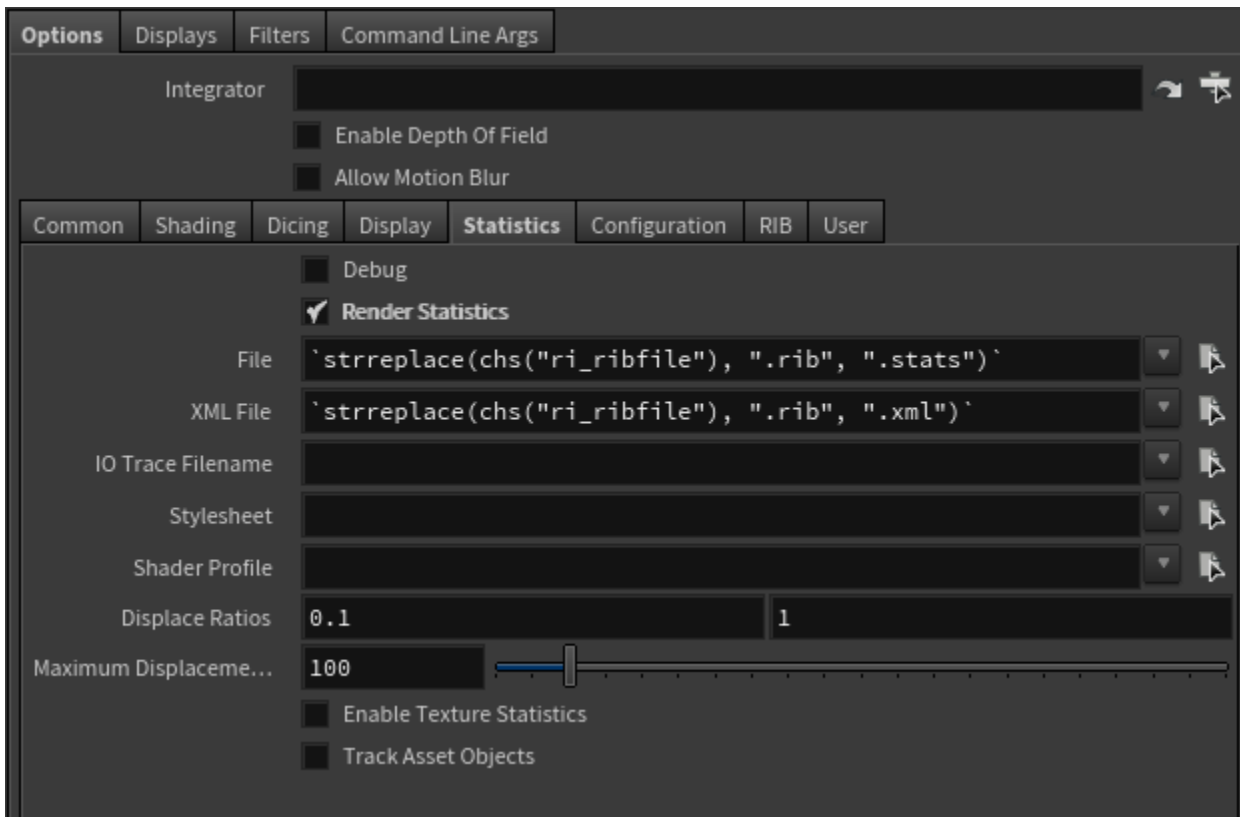 Options Displays Filters Command Line Args
Integrator
Enable Depth Of Field
Allow Motion Blur
Common Shading Dicing Display Statistics Configuration RIB User
Debug
Render Statistics
File `strreplace(chs("ri_ribfile"), ".rib", ".stats")`
XML File `strreplace(chs("ri_ribfile"), ".rib", ".xml")`
IO Trace Filename
Stylesheet
Shader Profile
Displace Ratios 0.1 1
Maximum Displaceme... 100
Enable Texture Statistics
Track Asset Objects